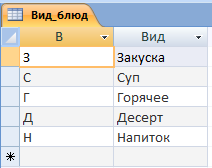 Вид_блюд
В Вид
З Закуска
С Суп
Г Горячее
Д Десерт
Н Напиток